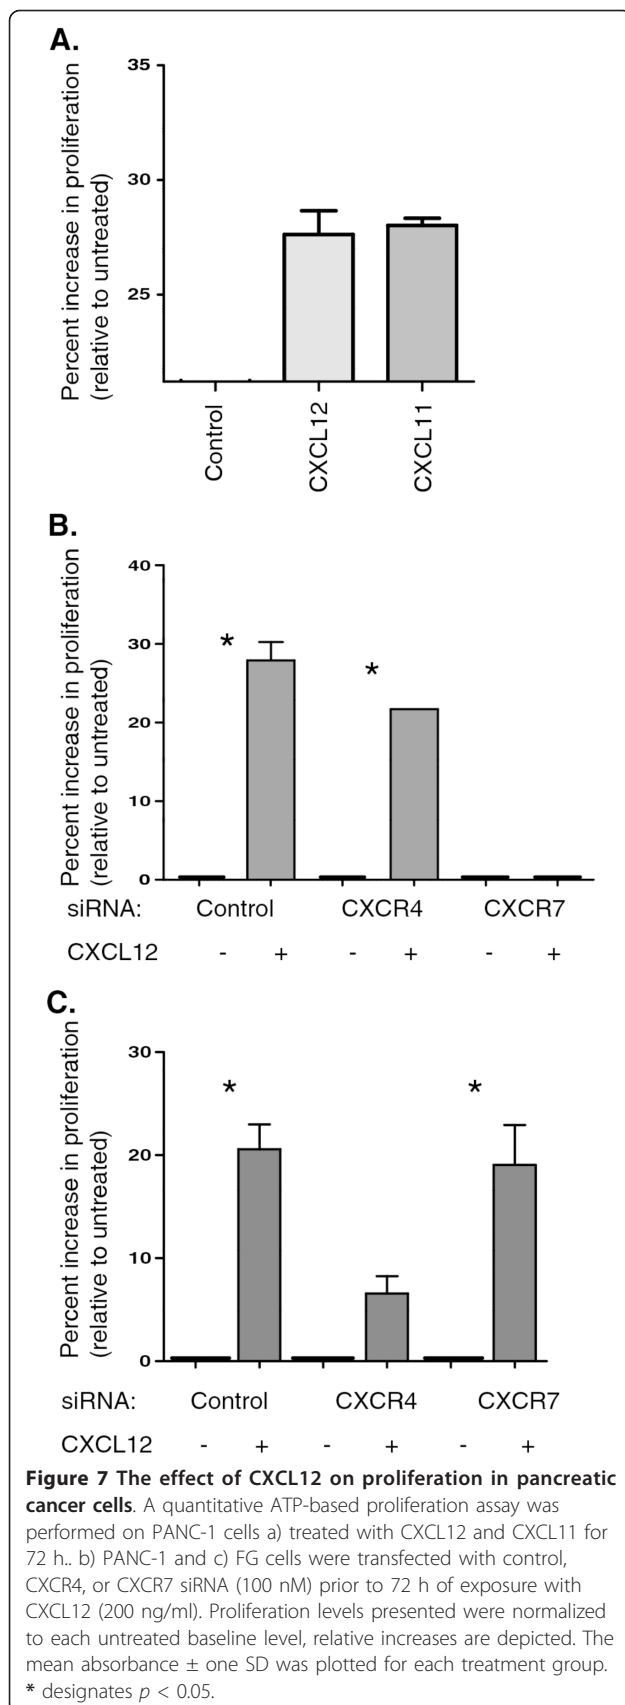 A.
Percent increase in proliferation
(relative to untreated)
35
30
25
Control
CXCL12
CXCL11
B.
Percent increase in proliferation
(relative to untreated)
40
30
20
10
0
*
*
siRNA: Control CXCR4 CXCR7
CXCL12 - + - + - +
C.
Percent increase in proliferation
(relative to untreated)
30
20
10
0
*
*
siRNA: Control CXCR4 CXCR7
CXCL12 - + - + - +
Figure 7 The effect of CXCL12 on proliferation in pancreatic
cancer cells. A quantitative ATP-based proliferation assay was
performed on PANC-1 cells a) treated with CXCL12 and CXCL11 for
72 h.. b) PANC-1 and c) FG cells were transfected with control,
CXCR4, or CXCR7 siRNA (100 nM) prior to 72 h of exposure with
CXCL12 (200 ng/ml). Proliferation levels presented were normalized
to each untreated baseline level, relative increases are depicted. The
mean absorbance ± one SD was plotted for each treatment group.
* designates p < 0.05.